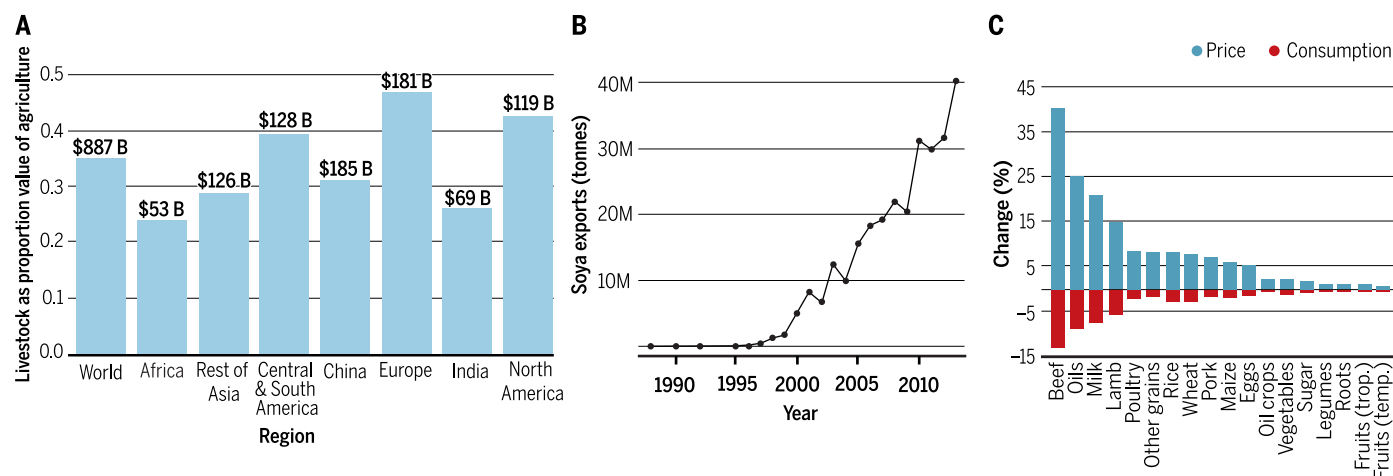 A
Livestock as proportion value of agriculture
0.5
0.4
0.3
0.2
0.1
0.0
$887 B
$53 B
$126 B
$128 B
$185 B
$181 B
$69 B
$119 B
World
Africa
Rest of
Asia
Central
& South
America
China
Europe
India
North
America
Region
B
Soya exports (tonnes)
40M
30M
20M
10M
1990
1995
2000
2005
2010
Year
C
Price
Consumption
Change (%)
45
35
25
15
5
-5
-15
Beef
Oils
Milk
Lamb
Poultry
Other grains
Rice
Wheat
Pork
Maize
Eggs
Oil crops
Vegetables
Sugar
Legumes
Roots
Fruits (trop.)
Fruits (temp.)